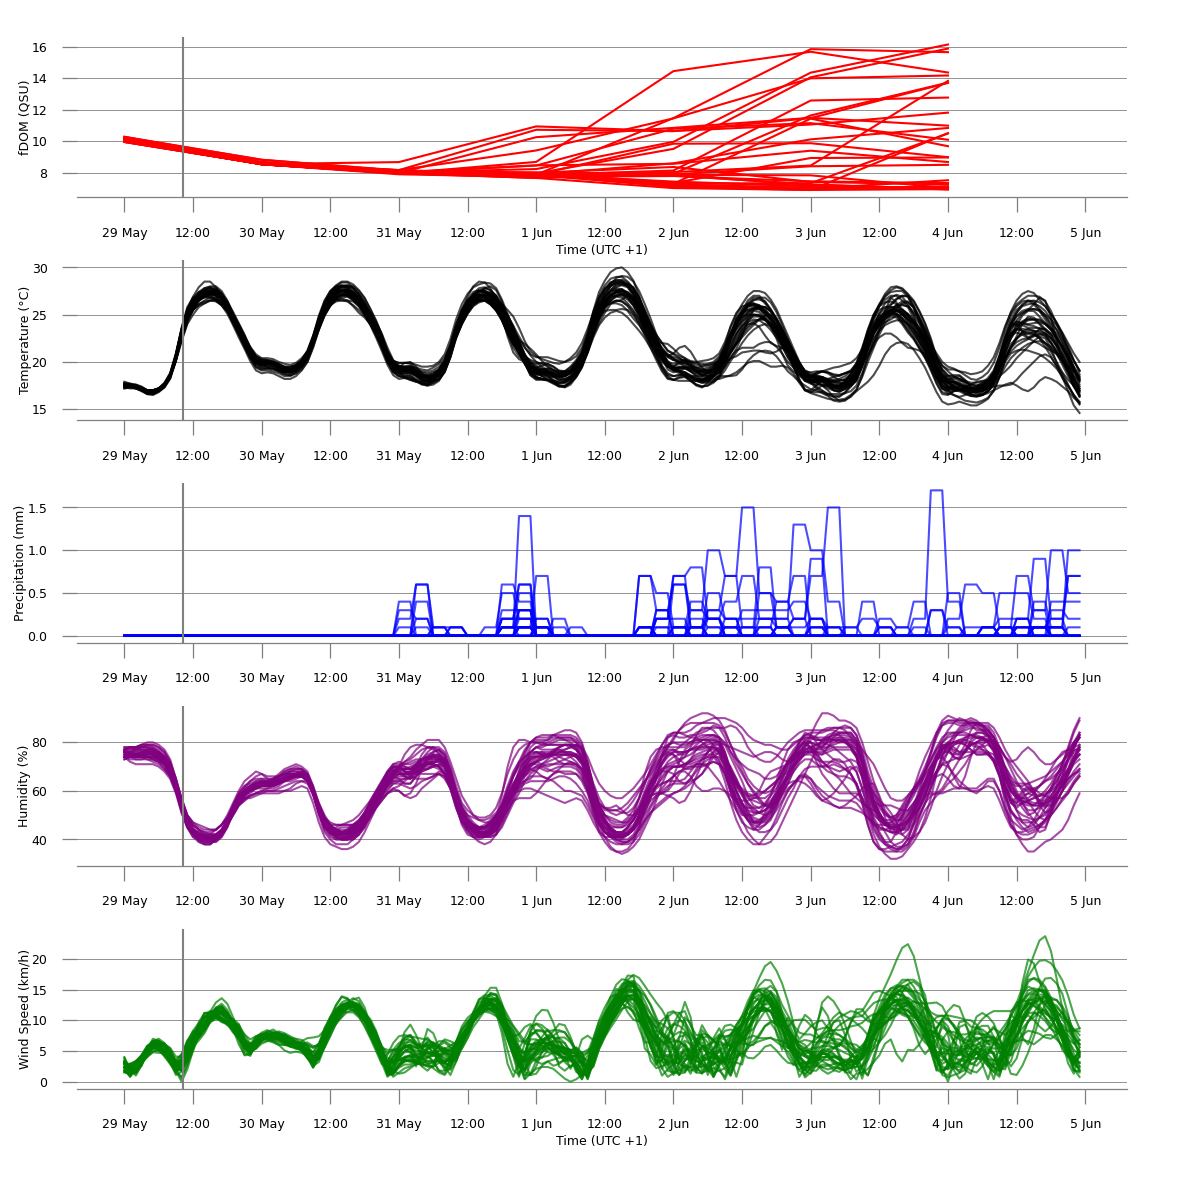 fDOM (QSU)
16
14
12
10
8
29 May 12:00 30 May 12:00 31 May 12:00 1 Jun 12:00 2 Jun 12:00 3 Jun 12:00 4 Jun 12:00 5 Jun
Time (UTC +1)
Temperature (°C)
30
25
20
15
29 May 12:00 30 May 12:00 31 May 12:00 1 Jun 12:00 2 Jun 12:00 3 Jun 12:00 4 Jun 12:00 5 Jun
Precipitation (mm)
1.5
1.0
0.5
0.0
29 May 12:00 30 May 12:00 31 May 12:00 1 Jun 12:00 2 Jun 12:00 3 Jun 12:00 4 Jun 12:00 5 Jun
Humidity (%)
80
60
40
29 May 12:00 30 May 12:00 31 May 12:00 1 Jun 12:00 2 Jun 12:00 3 Jun 12:00 4 Jun 12:00 5 Jun
Wind Speed (km/h)
20
15
10
5
0
29 May 12:00 30 May 12:00 31 May 12:00 1 Jun 12:00 2 Jun 12:00 3 Jun 12:00 4 Jun 12:00 5 Jun
Time (UTC +1)